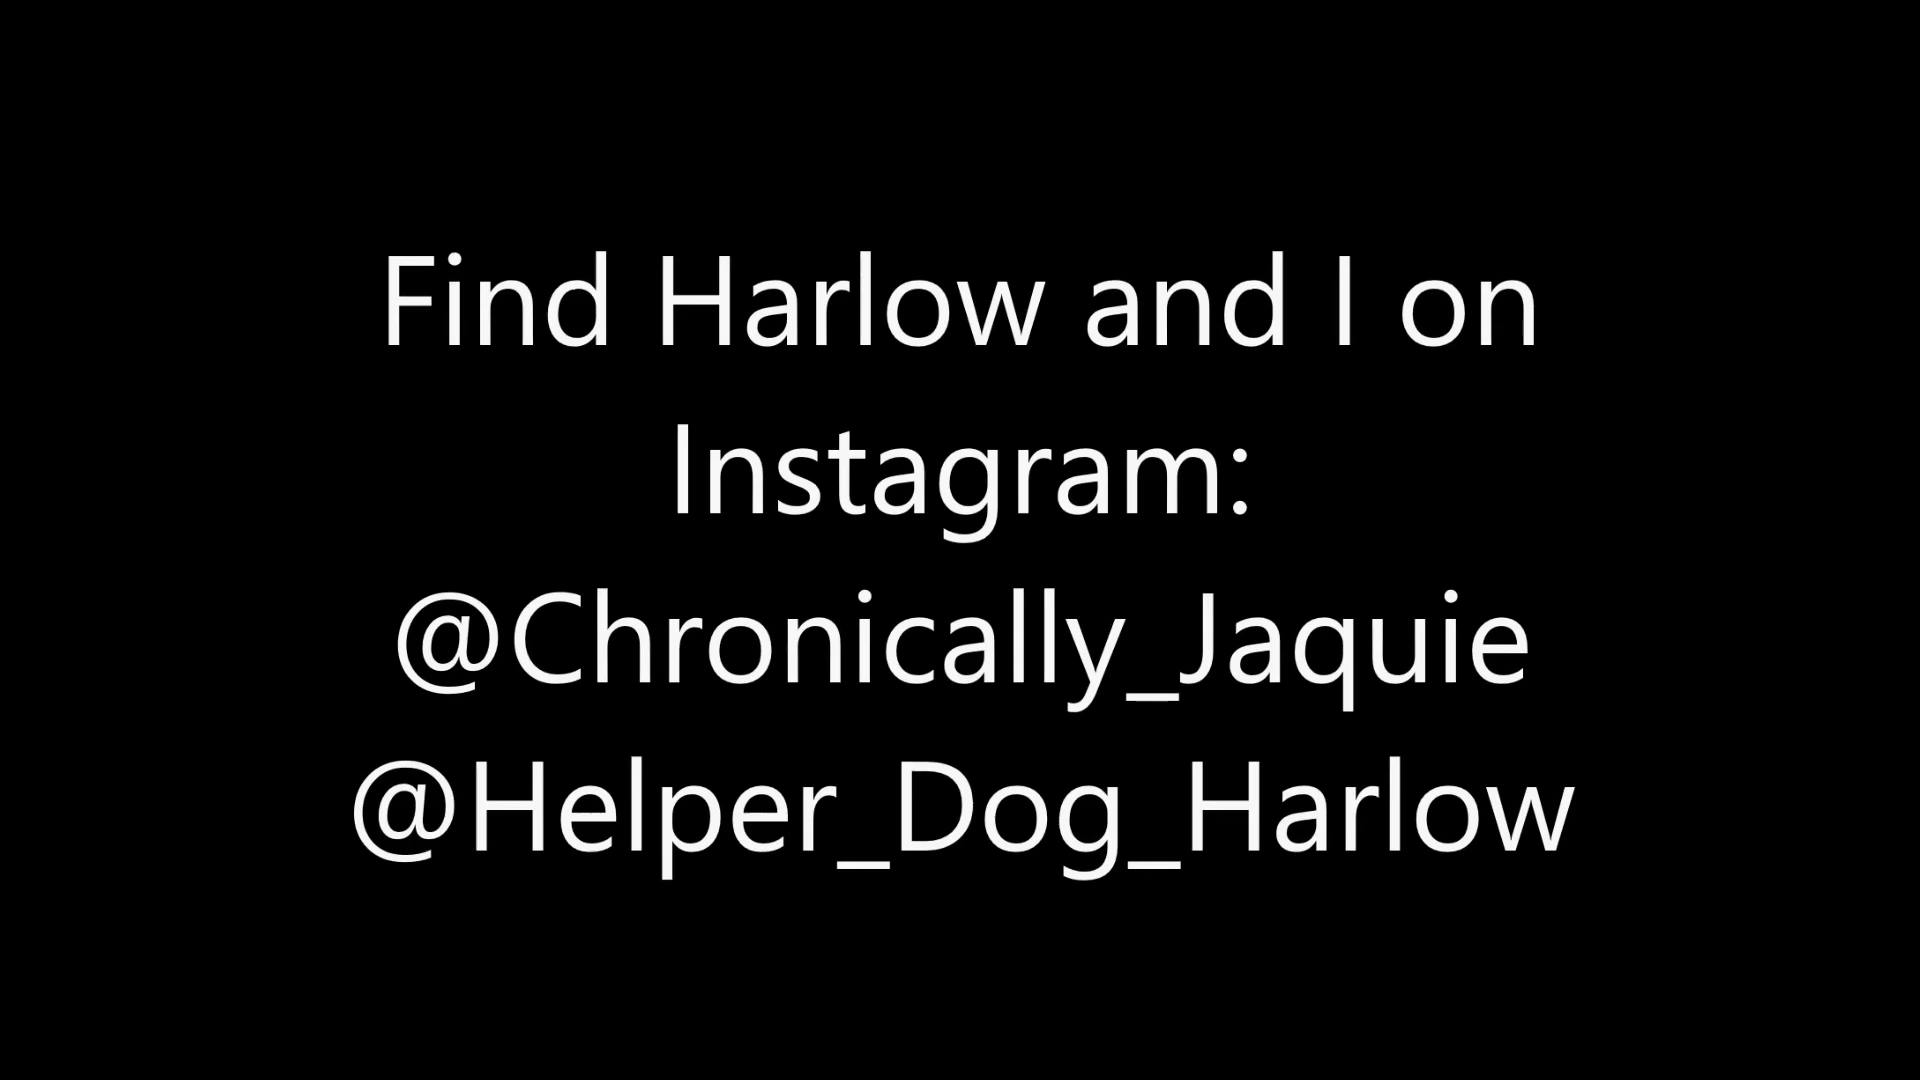 Find Harlow and I on
Instagram:
@Chronically_Jaquie
@Helper_Dog_Harlow